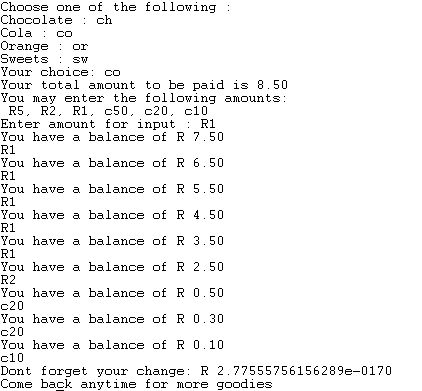 Choose one of the following :
Chocolate : ch
Cola : co
Orange : or
Sweets : sw
Your choice: co
Your total amount to be paid is 8.50
You may enter the following amounts:
R5, R2, R1, c50, c20, c10
Enter amount for input : R1
You have a balance of R 7.50
R1
You have a balance of R 6.50
R1
You have a balance of R 5.50
R1
You have a balance of R 4.50
R1
You have a balance of R 3.50
R1
You have a balance of R 2.50
R2
You have a balance of R 0.50
c20
You have a balance of R 0.30
c20
You have a balance of R 0.10
c10
Dont forget your change: R 2.77555756156289e-0170
Come back anytime for more goodies